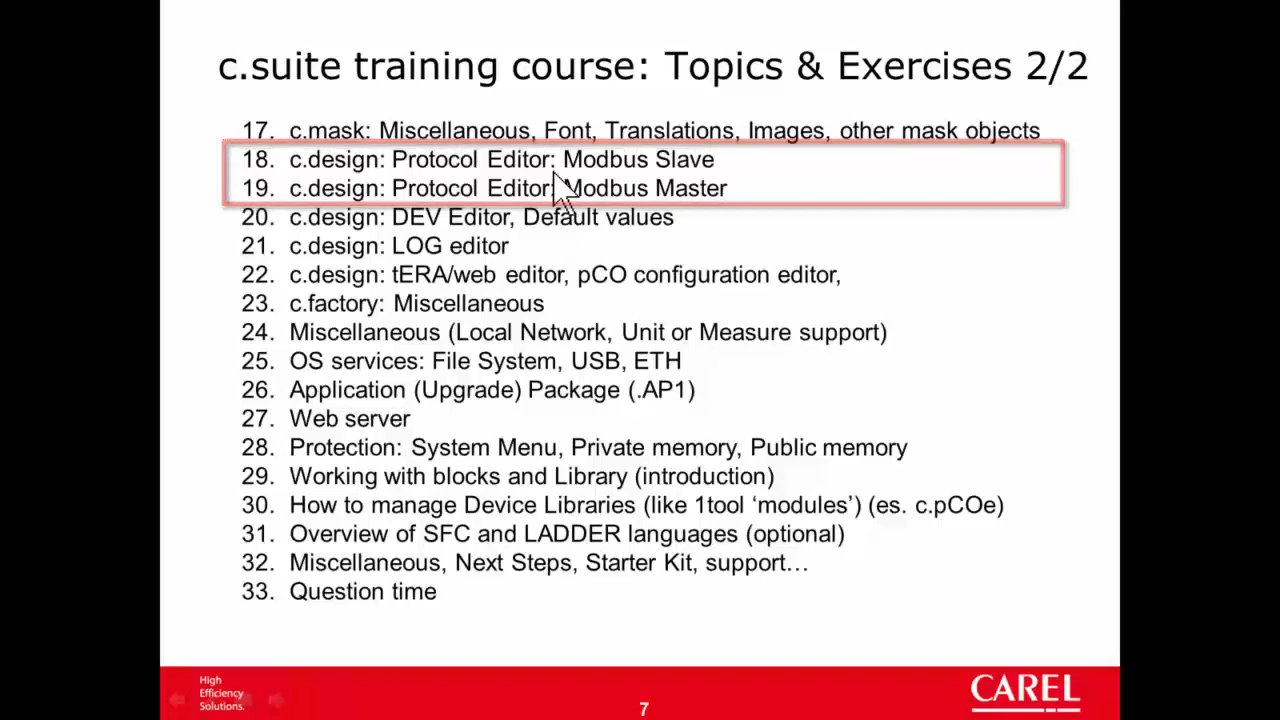 c.suite training course: Topics & Exercises 2/2
17. c.mask: Miscellaneous, Font, Translations, Images, other mask objects
18. c.design: Protocol Editor: Modbus Slave
19. c.design: Protocol Editor: Modbus Master
20. c.design: DEV Editor, Default values
21. c.design: LOG editor
22. c.design: tERA/web editor, pCO configuration editor,
23. c.factory: Miscellaneous
24. Miscellaneous (Local Network, Unit or Measure support)
25. OS services: File System, USB, ETH
26. Application (Upgrade) Package (.AP1)
27. Web server
28. Protection: System Menu, Private memory, Public memory
29. Working with blocks and Library (introduction)
30. How to manage Device Libraries (like 1tool ‘modules’) (es. c.pCOe)
31. Overview of SFC and LADDER languages (optional)
32. Miscellaneous, Next Steps, Starter Kit, support…
33. Question time
High
Efficiency
Solutions.
7
CAREL